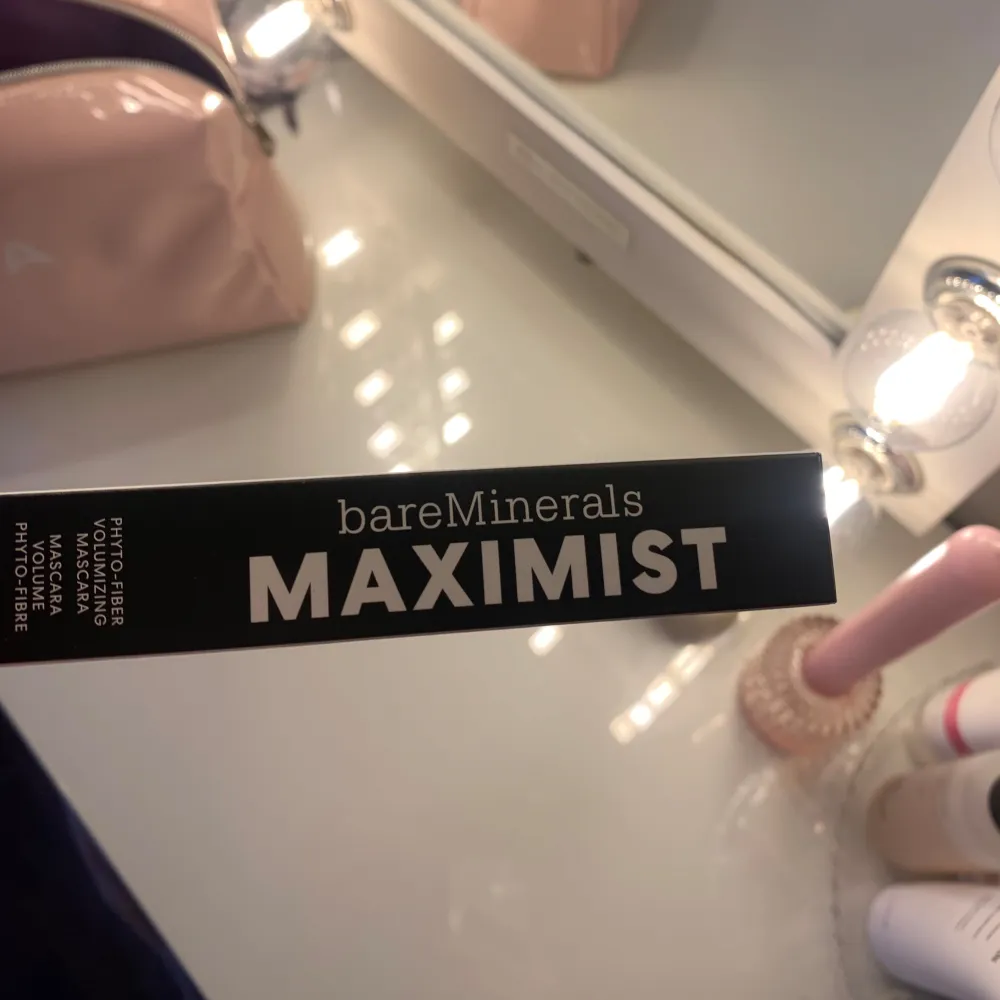 bareMinerals
MAXIMIST
PHYTO-FIBER
VOLUMIZING
MASCARA
MASCARA
VOLUME
PHYTO-FIBRE